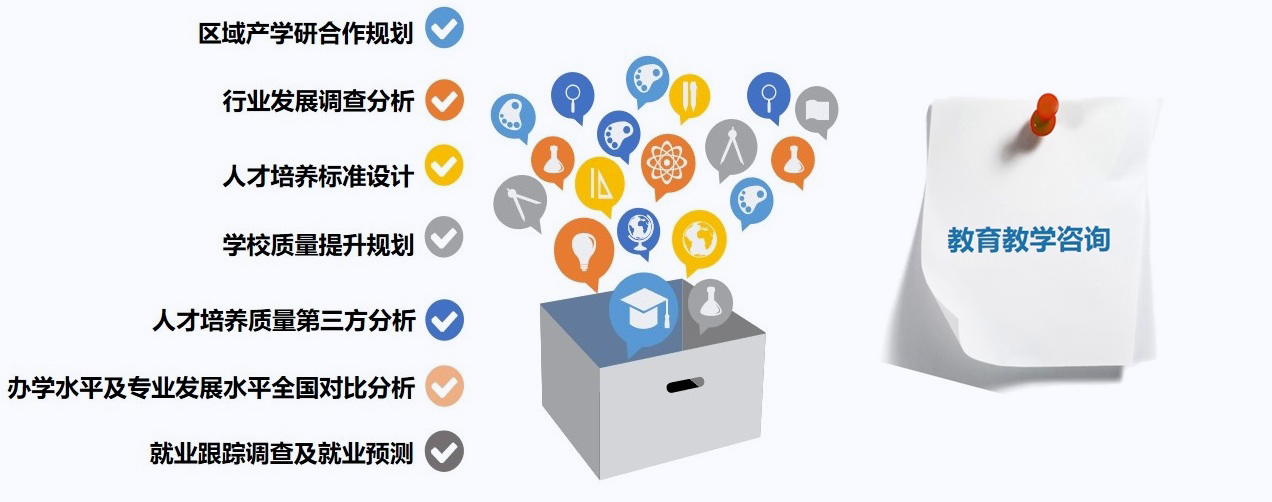 区域产学研合作规划
行业发展调查分析
人才培养标准设计
学校质量提升规划
人才培养质量第三方分析
办学水平及专业发展水平全国对比分析
就业跟踪调查及就业预测
教育教学咨询